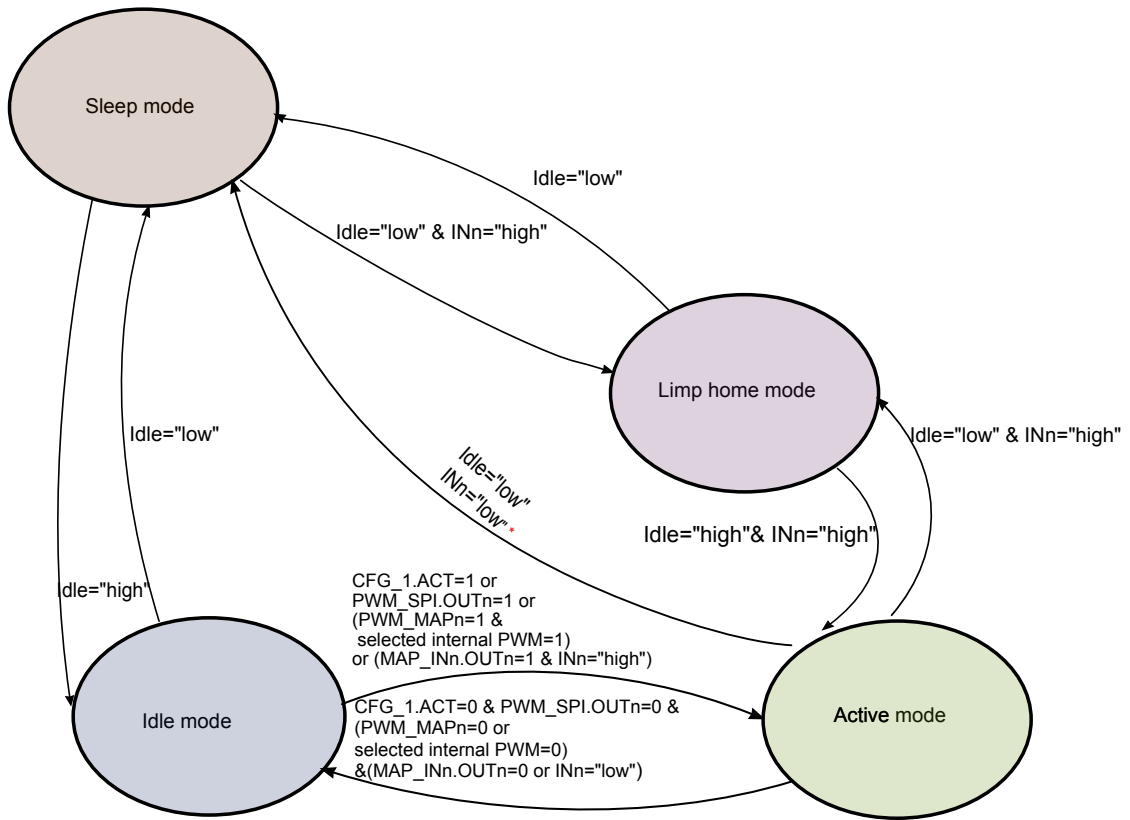 Sleep mode
Idle="low"
Idle="low" & INn="high"
Limp home mode
Idle="low"
Idle="low" & INn="high"
Idle="low"
INn="low"*
Idle="high"& INn="high"
Idle="high"
CFG_1.ACT=1 or
PWM_SPI.OUTn=1 or
(PWM_MAPn=1 &
selected internal PWM=1)
or (MAP_INn.OUTn=1 & INn="high")
CFG_1.ACT=0 & PWM_SPI.OUTn=0 &
(PWM_MAPn=0 or
selected internal PWM=0)
&(MAP_INn.OUTn=0 or INn="low")
Idle mode
Active mode